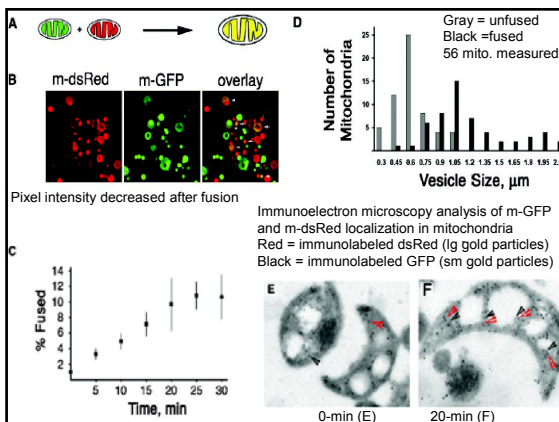 A
+
B
m-dsRed m-GFP overlay
Pixel intensity decreased after fusion
C
% Fused
14
12
10
8
6
4
2
5 10 15 20 25 30
Time, min
D
Gray = unfused
Black =fused
56 mito. measured
Number of
Mitochondria
25
20
15
10
5
0.3 0.45 0.6 0.75 0.9 1.05 1.2 1.35 1.5 1.65 1.8 1.95
Vesicle Size, µm
Immunoelectron microscopy analysis of m-GFP
and m-dsRed localization in mitochondria
Red = immunolabeled dsRed (lg gold particles)
Black = immunolabeled GFP (sm gold particles)
E F
0-min (E) 20-min (F)